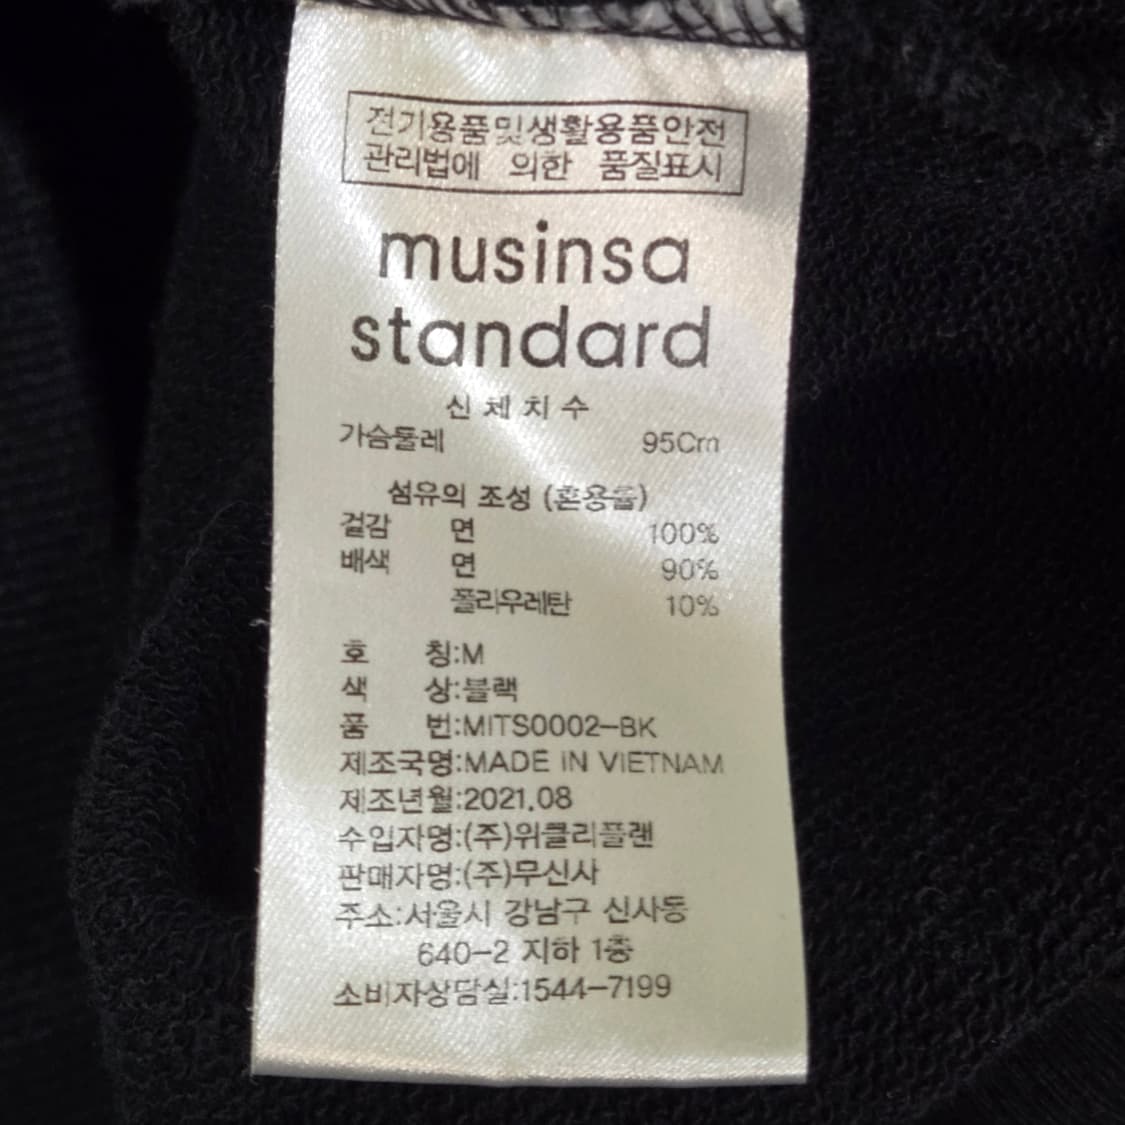 전기용품및생활용품안전
관리법에 의한 품질표시
musinsa
standard
신체치수
가슴둘레 95Cm
섬유의 조성 (혼용률)
겉감 면 100%
배색 면 90%
폴리우레탄 10%
호 칭:M
색 상:블랙
품 번:MITS0002-BK
제조국명:MADE IN VIETNAM
제조년월:2021.08
수입자명:(주)위클리플랜
판매자명:(주)무신사
주소:서울시 강남구 신사동
640-2 지하 1층
소비자상담실:1544-7199